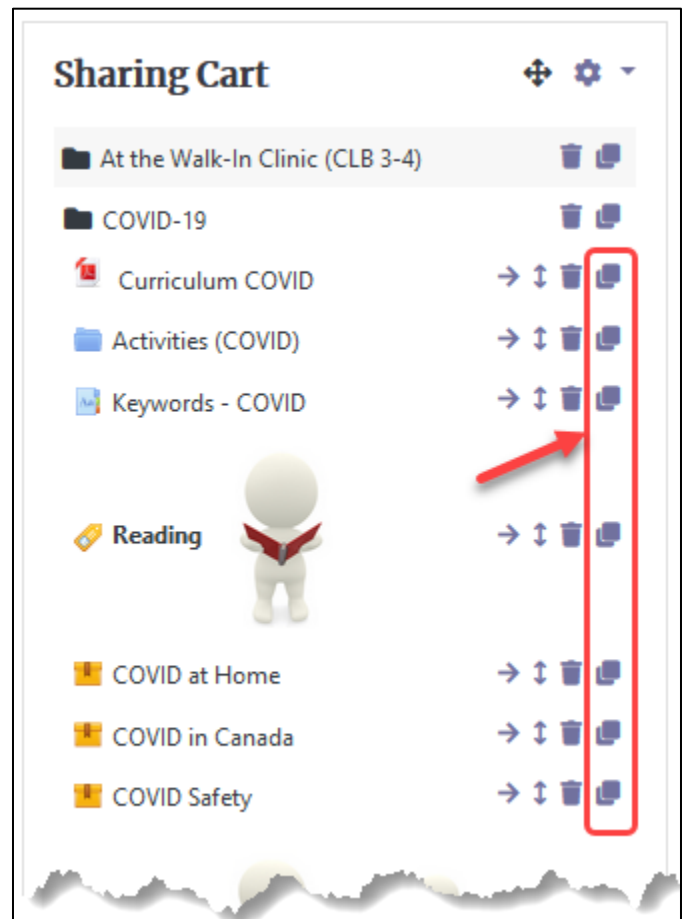 Sharing Cart
At the Walk-In Clinic (CLB 3-4)
COVID-19
Curriculum COVID
Activities (COVID)
Keywords - COVID
Reading
COVID at Home
COVID in Canada
COVID Safety